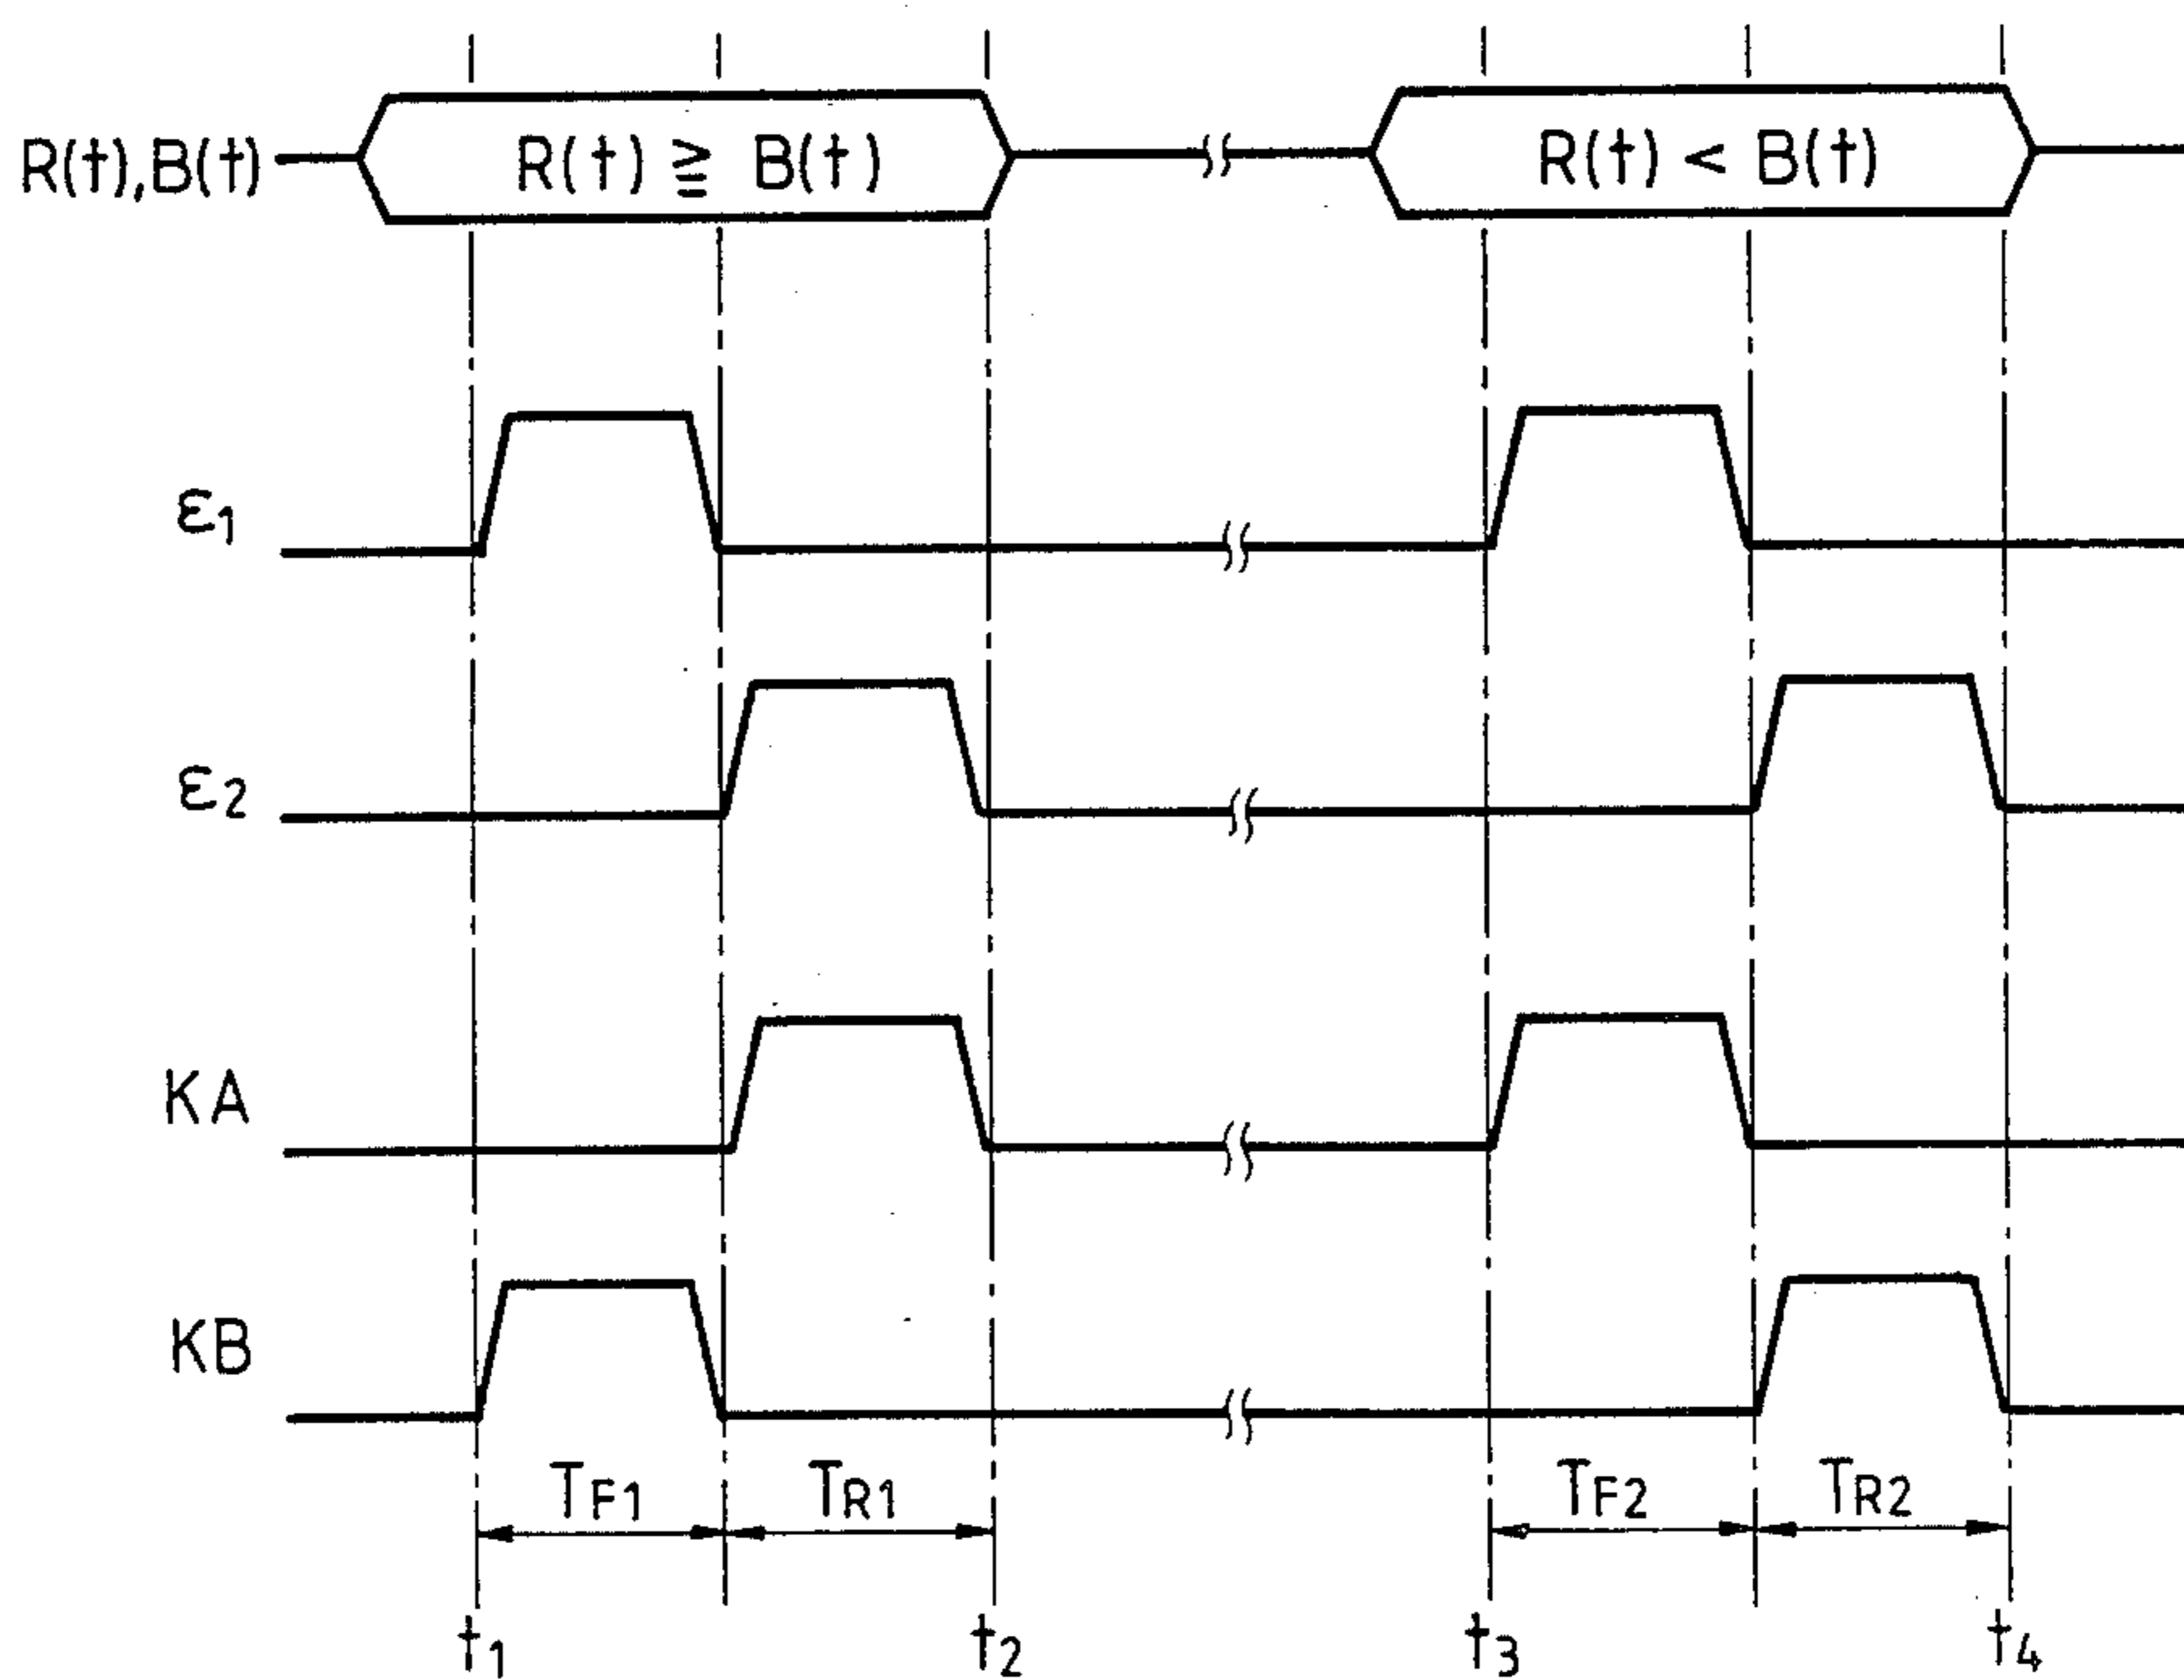 R(t),B(t) R(t) ≧ B(t) R(t) < B(t)
ε1
ε2
KA
KB
TF1 TR1 TF2 TR2
t1 t2 t3 t4